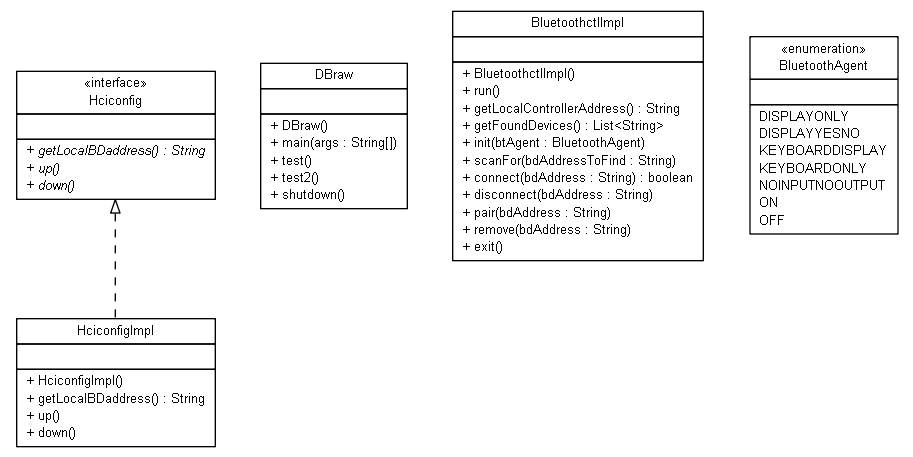 «interface»
Hciconfig
+ getLocalBDaddress() : String
+ up()
+ down()
HciconfigImpl
+ HciconfigImpl()
+ getLocalBDaddress() : String
+ up()
+ down()
DBraw
+ DBraw()
+ main(args : String[])
+ test()
+ test2()
+ shutdown()
BluetoothctlImpl
+ BluetoothctlImpl()
+ run()
+ getLocalControllerAddress() : String
+ getFoundDevices() : List<String>
+ init(btAgent : BluetoothAgent)
+ scanFor(bdAddressToFind : String)
+ connect(bdAddress : String) : boolean
+ disconnect(bdAddress : String)
+ pair(bdAddress : String)
+ remove(bdAddress : String)
+ exit()
«enumeration»
BluetoothAgent
DISPLAYONLY
DISPLAYYESNO
KEYBOARDDISPLAY
KEYBOARDONLY
NOINPUTNOOUTPUT
ON
OFF